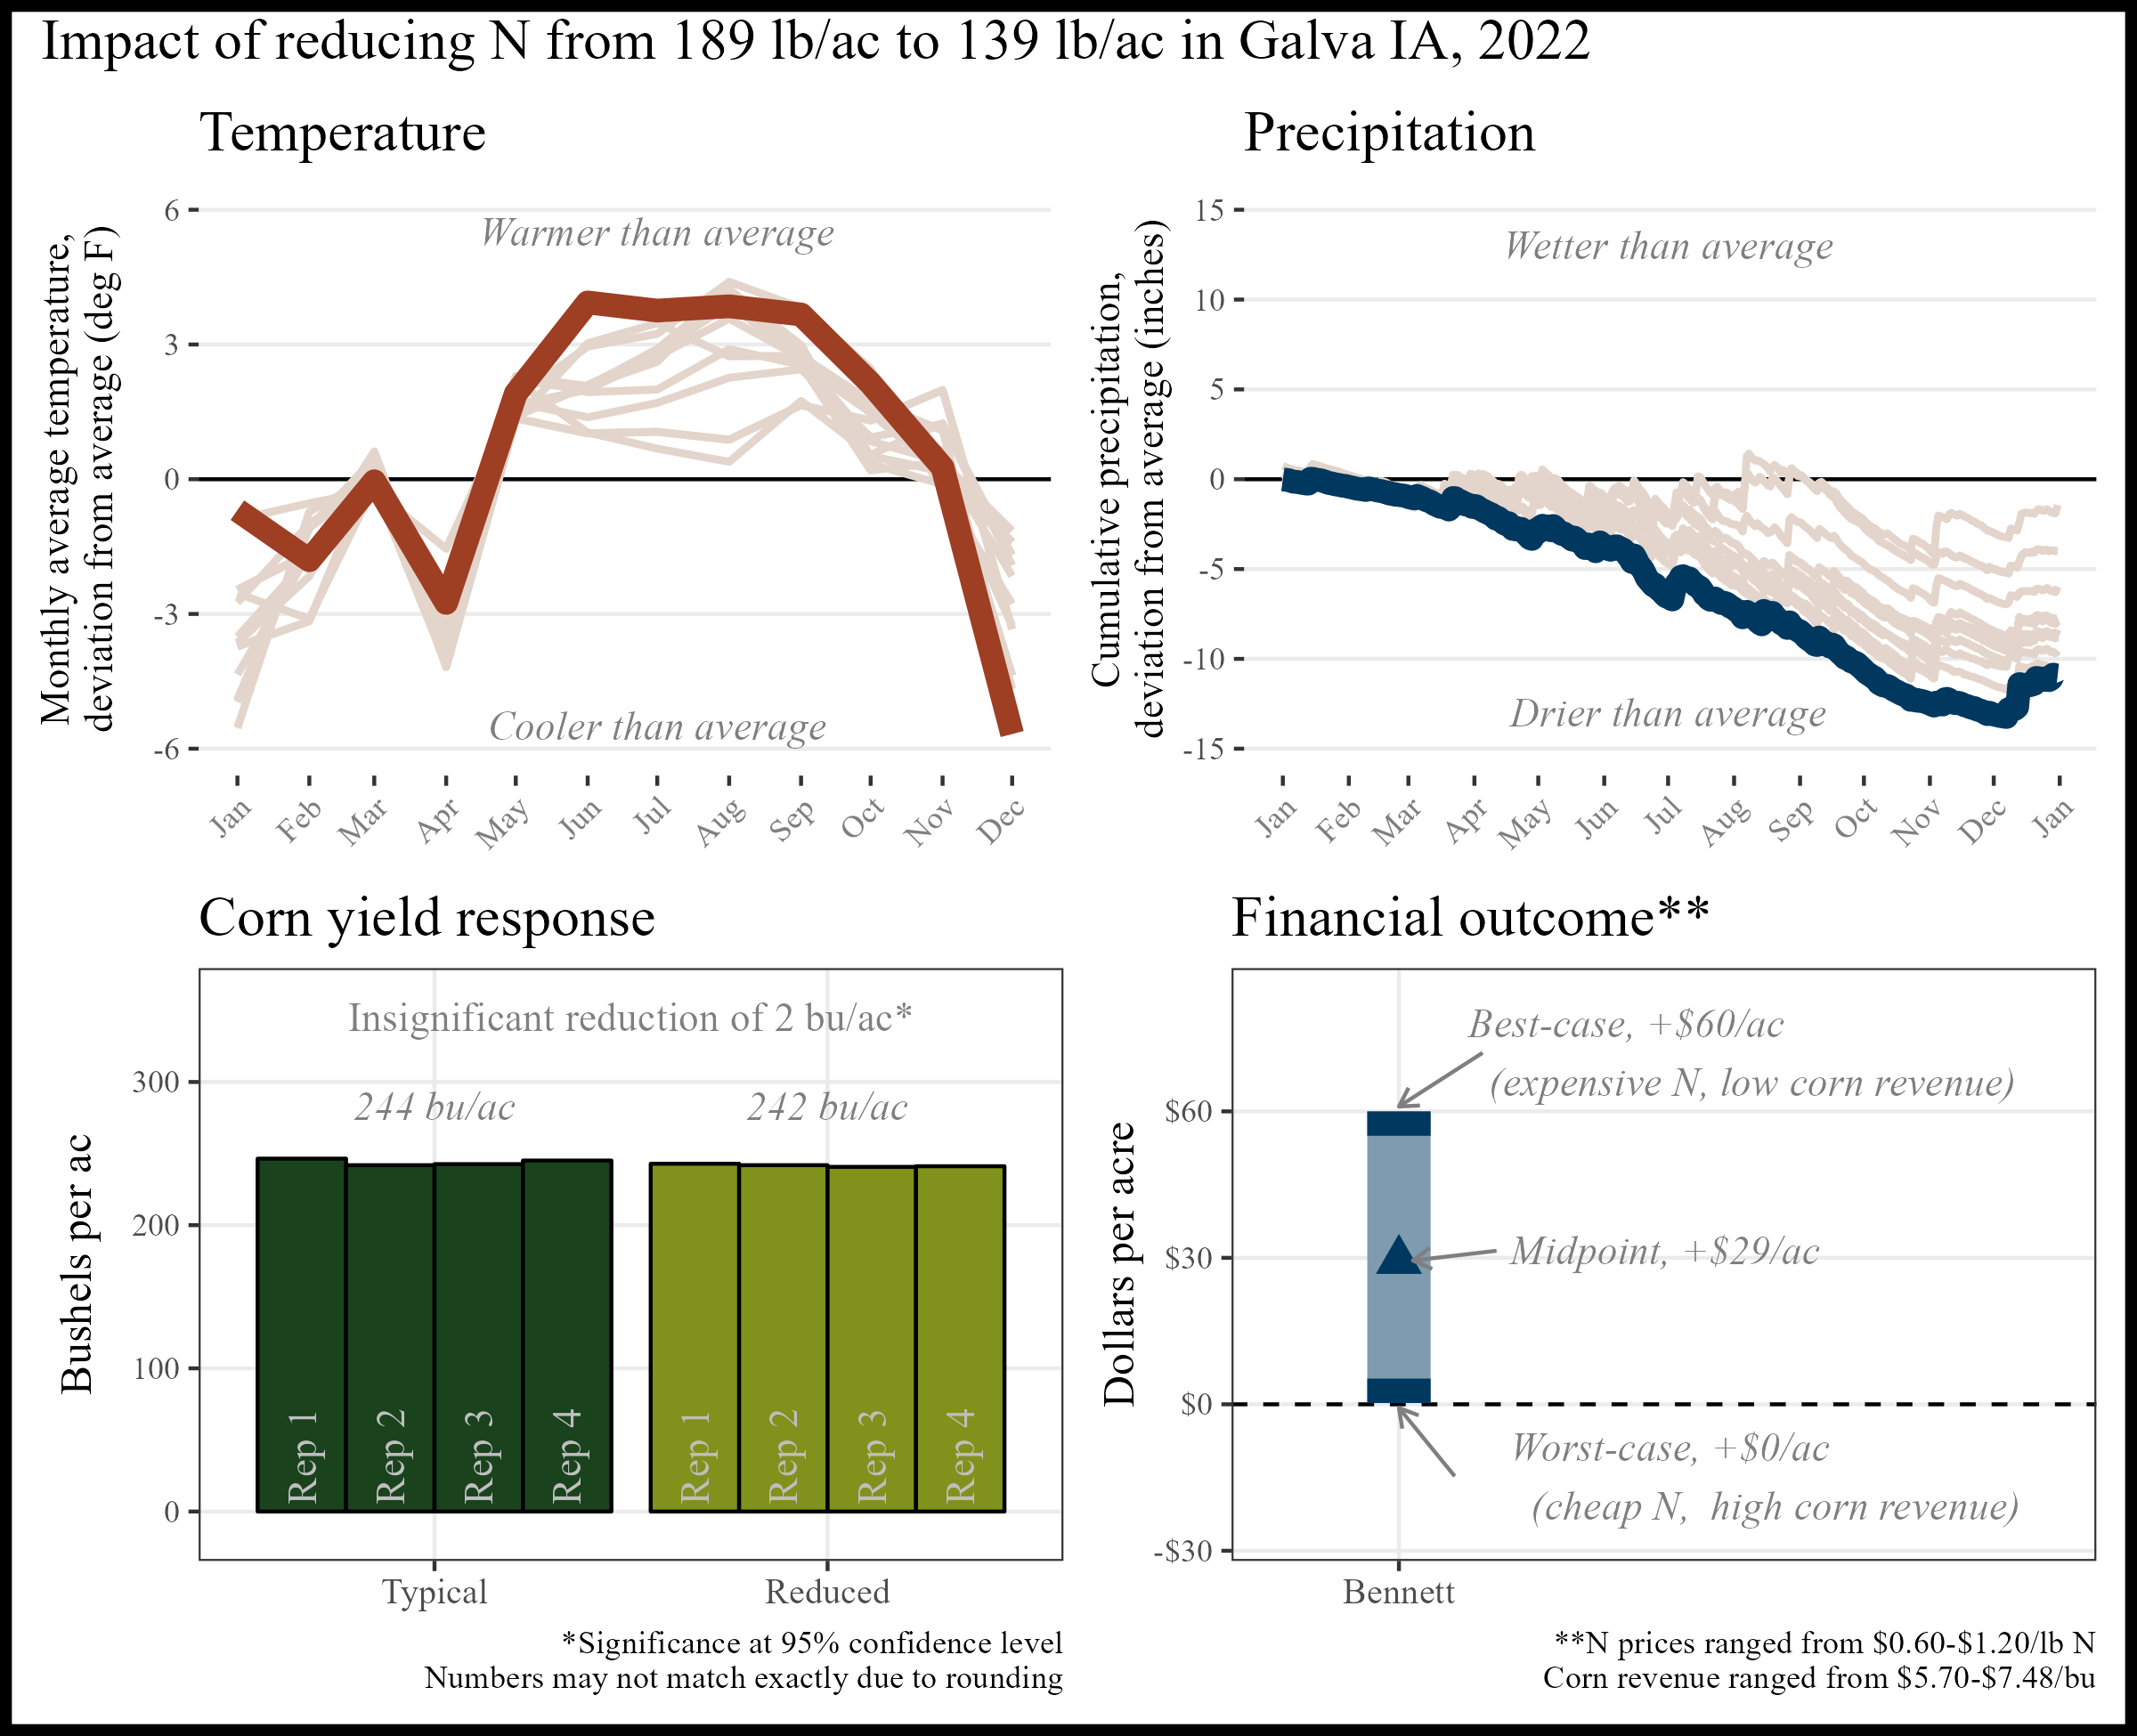 Impact of reducing N from 189 lb/ac to 139 lb/ac in Galva IA, 2022
Temperature
Monthly average temperature,
deviation from average (deg F)
6
3
0
-3
-6
Warmer than average
Cooler than average
Jan
Feb
Mar
Apr
May
Jun
Jul
Aug
Sep
Oct
Nov
Dec
Precipitation
Cumulative precipitation,
deviation from average (inches)
15
10
5
0
-5
-10
-15
Wetter than average
Drier than average
Jan
Feb
Mar
Apr
May
Jun
Jul
Aug
Sep
Oct
Nov
Dec
Jan
Corn yield response
Bushels per ac
300
200
100
0
Insignificant reduction of 2 bu/ac*
244 bu/ac
242 bu/ac
Rep 1
Rep 2
Rep 3
Rep 4
Rep 1
Rep 2
Rep 3
Rep 4
Typical
Reduced
*Significance at 95% confidence level
Numbers may not match exactly due to rounding
Financial outcome**
Dollars per acre
$60
$30
$0
-$30
Best-case, +$60/ac
(expensive N, low corn revenue)
Midpoint, +$29/ac
Worst-case, +$0/ac
(cheap N,  high corn revenue)
Bennett
**N prices ranged from $0.60-$1.20/lb N
Corn revenue ranged from $5.70-$7.48/bu